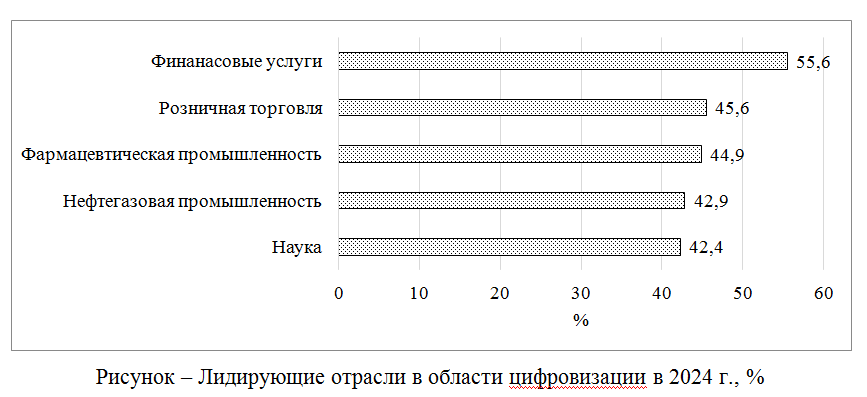 Финанасовые услуги 55,6
Розничная торговля 45,6
Фармацевтическая промышленность 44,9
Нефтегазовая промышленность 42,9
Наука 42,4
0 10 20 30 40 50 60
%
Рисунок – Лидирующие отрасли в области цифровизации в 2024 г., %